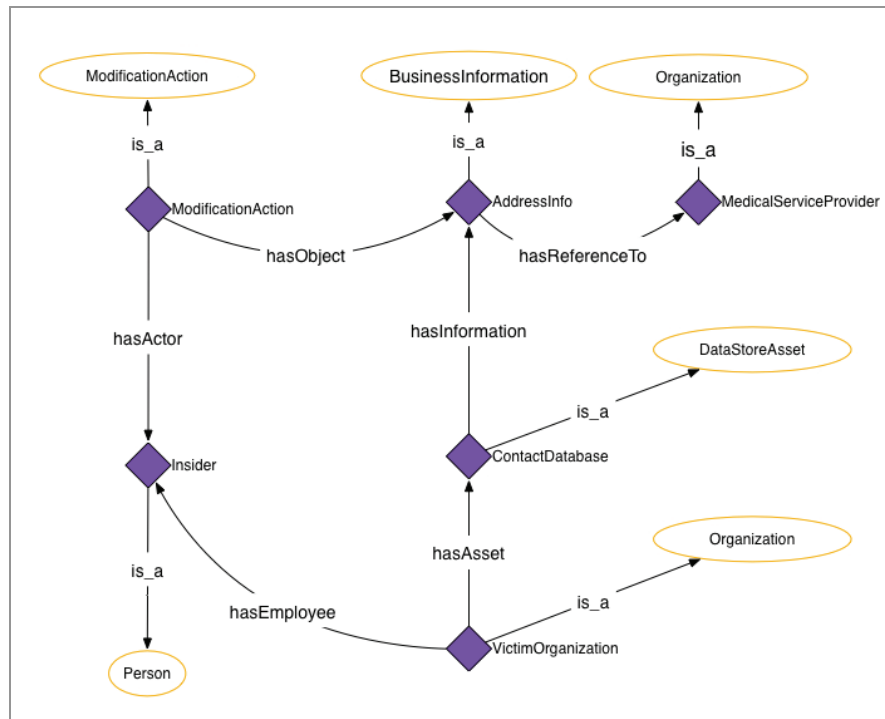 ModificationAction
BusinessInformation
Organization
is_a
is_a
is_a
ModificationAction
AddressInfo
MedicalServiceProvider
hasObject
hasReferenceTo
hasActor
hasInformation
DataStoreAsset
is_a
Insider
ContactDatabase
is_a
hasAsset
Organization
is_a
hasEmployee
VictimOrganization
Person